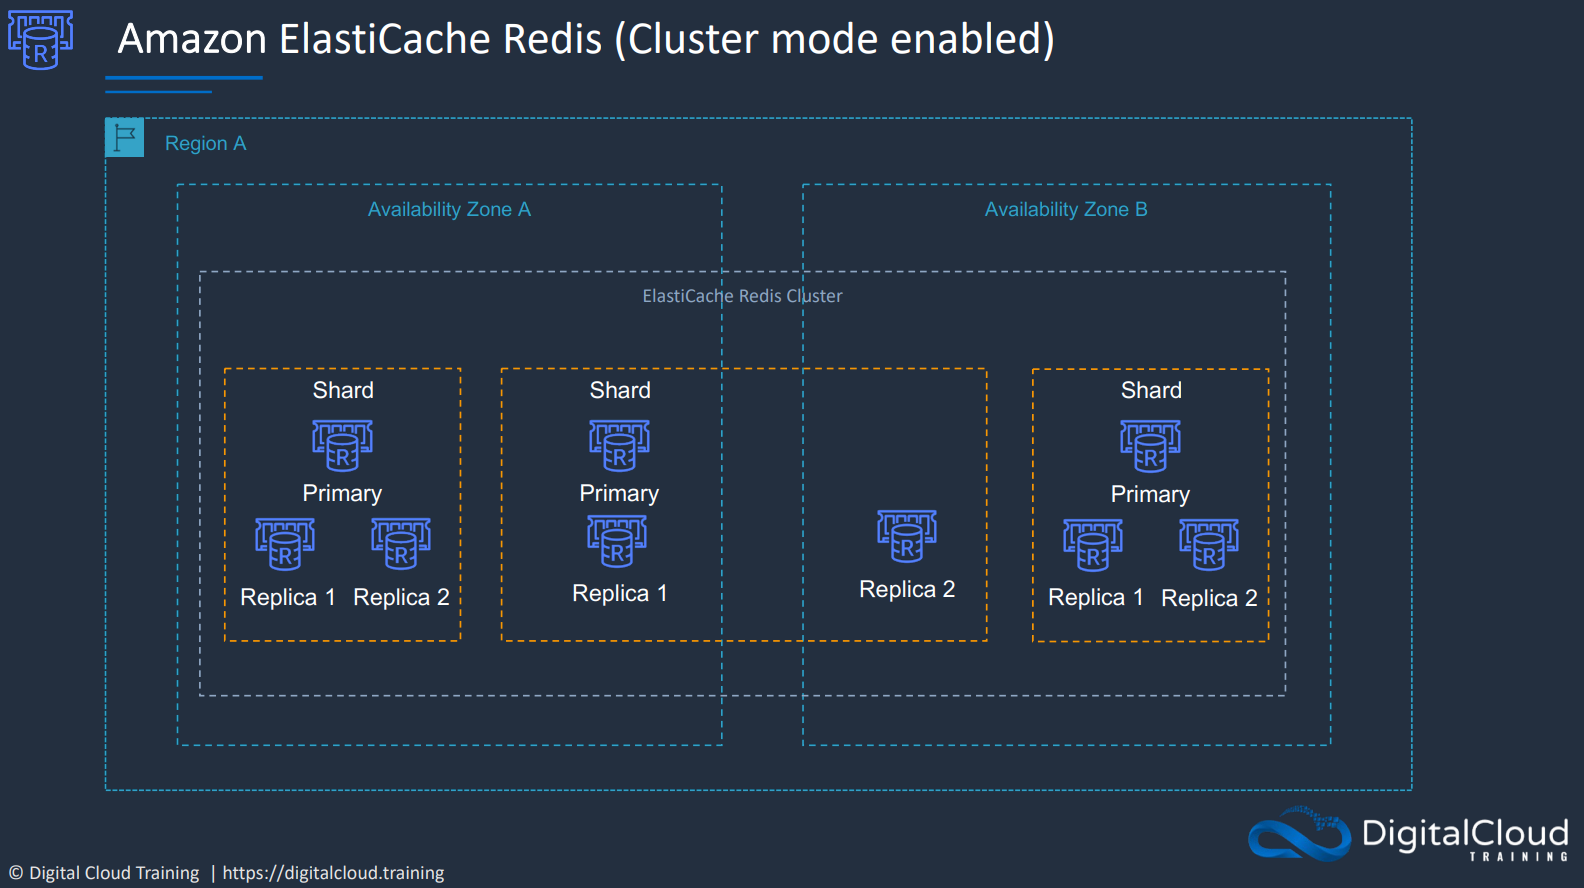 Amazon ElastiCache Redis (Cluster mode enabled)
Region A
Availability Zone A
Availability Zone B
ElastiCache Redis Cluster
Shard
R
Primary
R
R
Replica 1
Replica 2
Shard
R
Primary
R
Replica 1
R
Replica 2
Shard
R
Primary
R
R
Replica 1
Replica 2
R
DigitalCloud
TRAINING
© Digital Cloud Training | https://digitalcloud.training